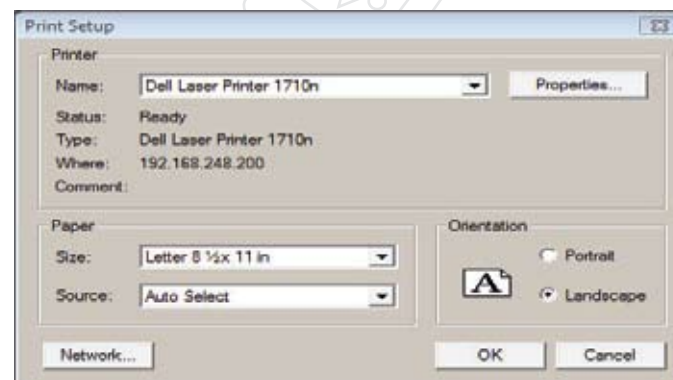 Print Setup
Printer
Name: Dell Laser Printer 1710n Properties...
Status: Ready
Type: Dell Laser Printer 1710n
Where: 192.168.248.200
Comment:
Paper
Size: Letter 8 ½x 11 in
Source: Auto Select
Orientation
Portrait
A
Landscape
Network... OK Cancel